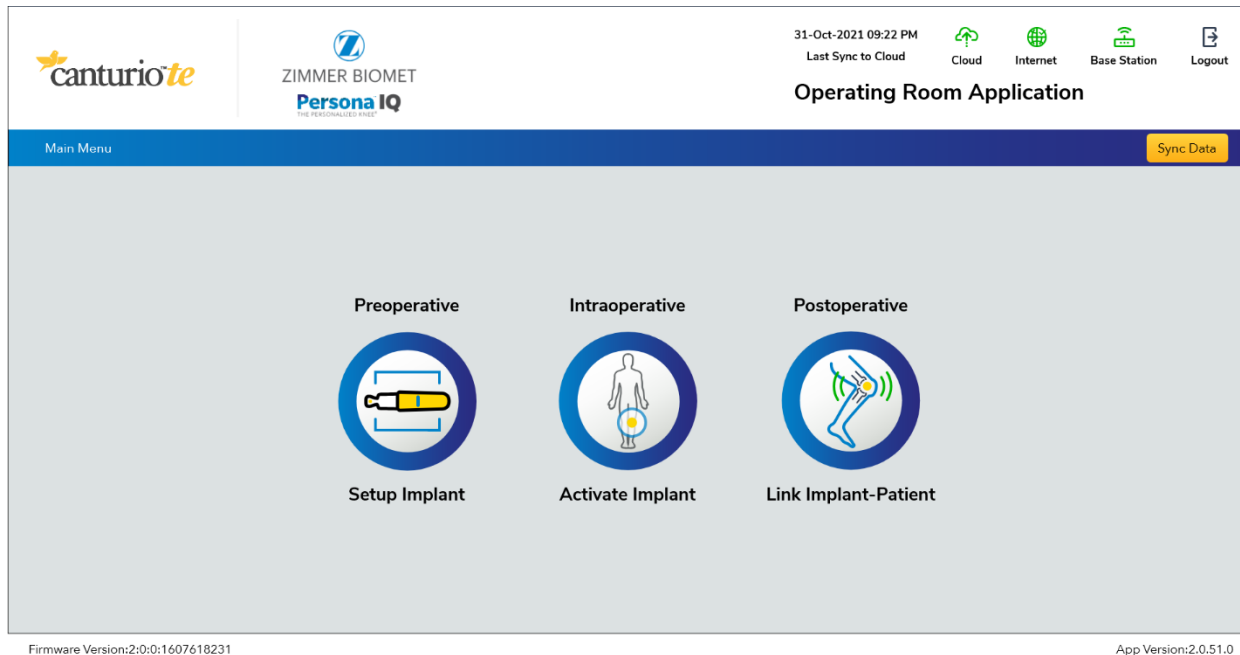 canturio™te
ZIMMER BIOMET
Persona IQ
THE PERSONALIZED KNEE®
31-Oct-2021 09:22 PM
Last Sync to Cloud
Cloud
Internet
Base Station
Logout
Operating Room Application
Main Menu
Sync Data
Preoperative
Intraoperative
Postoperative
Setup Implant
Activate Implant
Link Implant-Patient
Firmware Version:2:0:0:1607618231
App Version:2.0.51.0